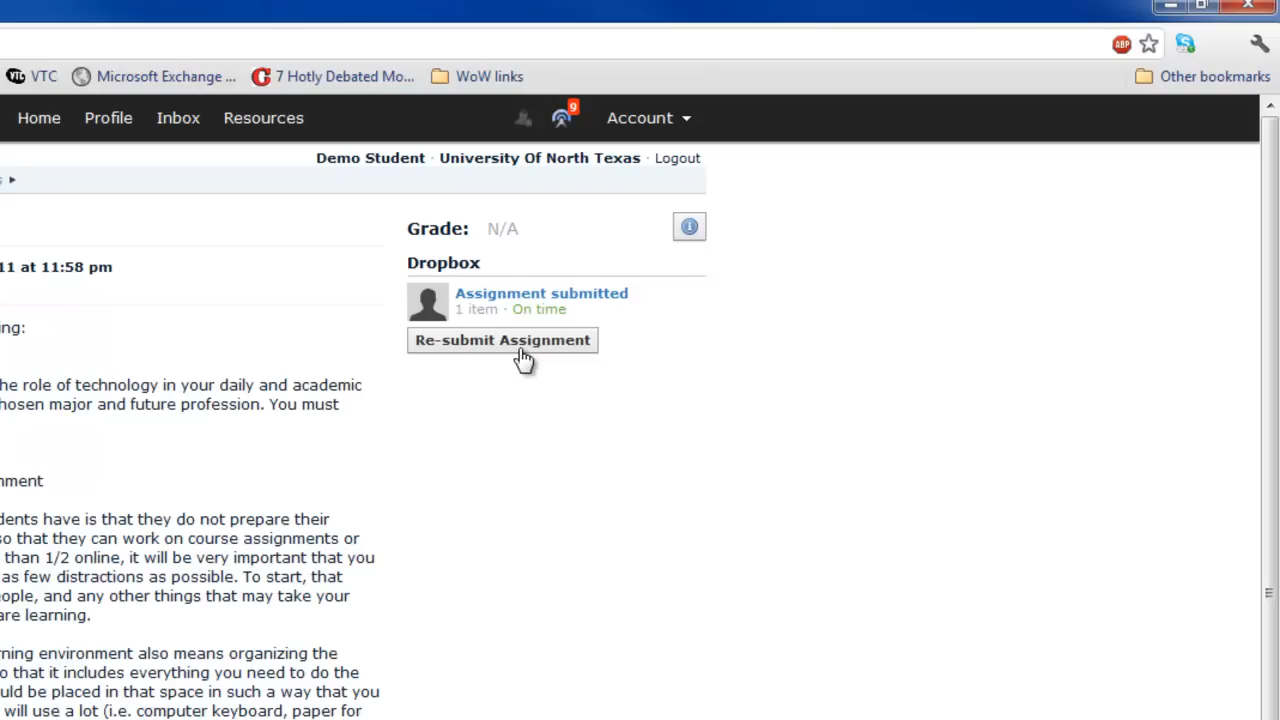 ABP
VTC VTC Microsoft Exchange ... 7 Hotly Debated Mo... WoW links Other bookmarks
Home Profile Inbox Resources 9 Account
Demo Student · University Of North Texas · Logout
s
Grade: N/A
11 at 11:58 pm
Dropbox
Assignment submitted
1 item · On time
Re-submit Assignment
ing:
he role of technology in your daily and academic
hosen major and future profession. You must
nment
dents have is that they do not prepare their
so that they can work on course assignments or
than 1/2 online, it will be very important that you
as few distractions as possible. To start, that
eople, and any other things that may take your
are learning.
rning environment also means organizing the
o that it includes everything you need to do the
uld be placed in that space in such a way that you
will use a lot (i.e. computer keyboard, paper for